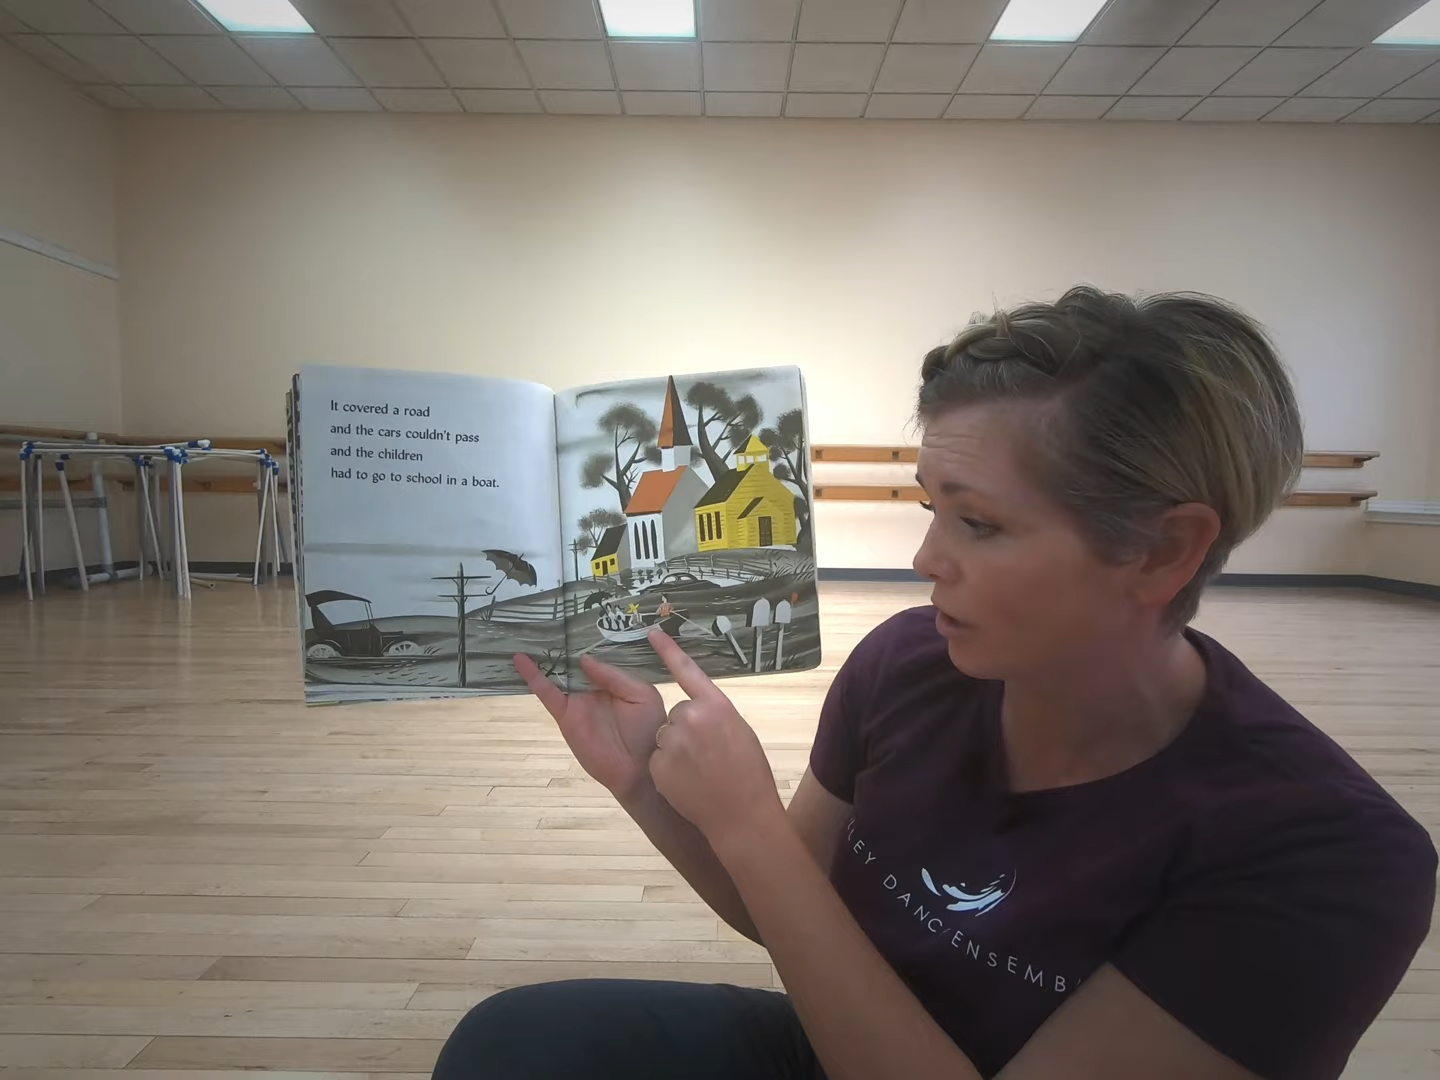 It covered a road
and the cars couldn't pass
and the children
had to go to school in a boat.
DANCE ENSEMB